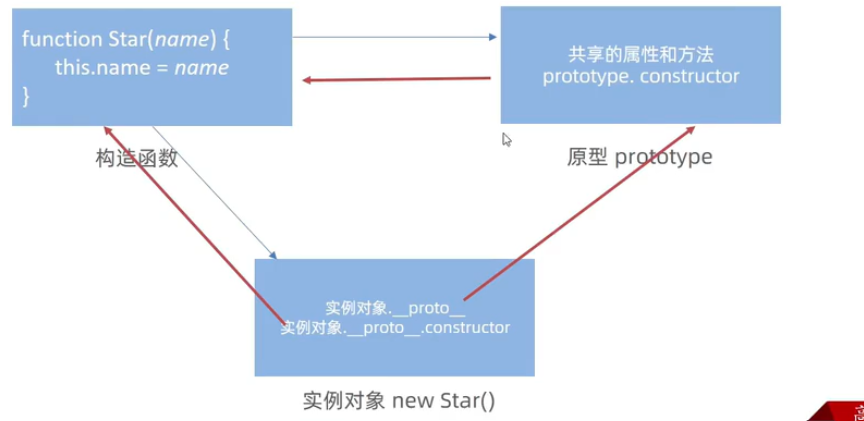 function Star(name) {
this.name = name
}
共享的属性和方法
prototype. constructor
构造函数
原型 prototype
实例对象.__proto__
实例对象.__proto__.constructor
实例对象 new Star()